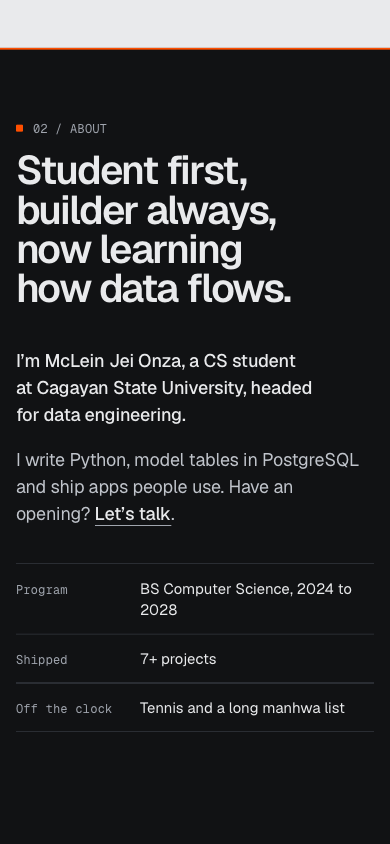 02 / ABOUT
Student first,
builder always,
now learning
how data flows.
I’m McLein Jei Onza, a CS student
at Cagayan State University, headed
for data engineering.
I write Python, model tables in PostgreSQL
and ship apps people use. Have an
opening? Let’s talk.
Program
BS Computer Science, 2024 to
2028
Shipped
7+ projects
Off the clock
Tennis and a long manhwa list